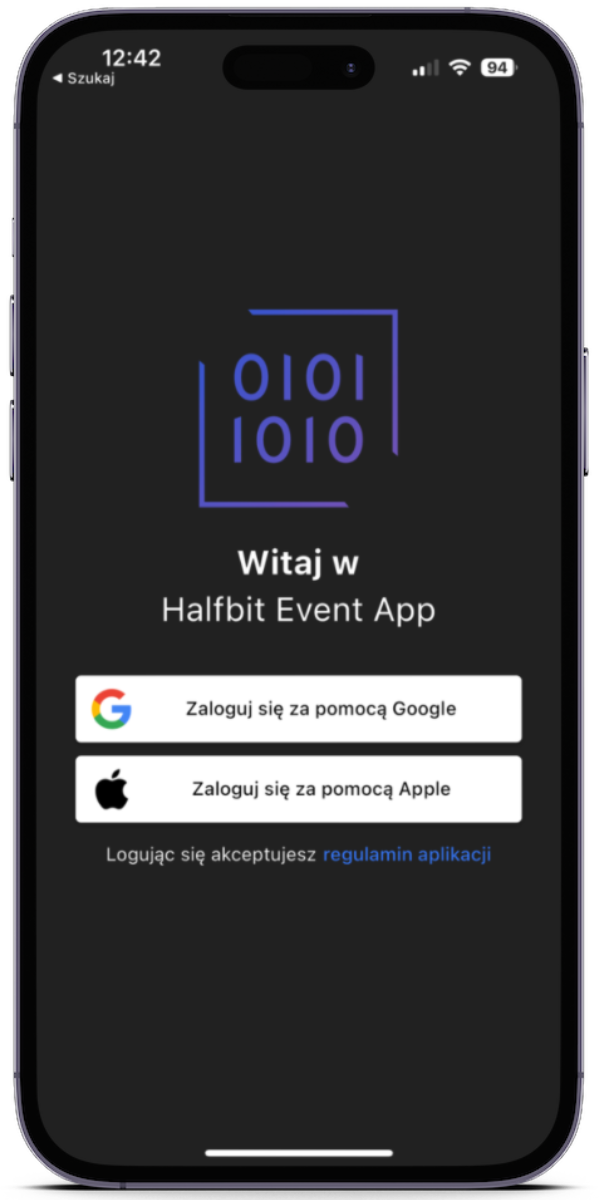 12:42
94
◀ Szukaj
0101
1010
Witaj w
Halfbit Event App
Zaloguj się za pomocą Google
Zaloguj się za pomocą Apple
Logując się akceptujesz regulamin aplikacji